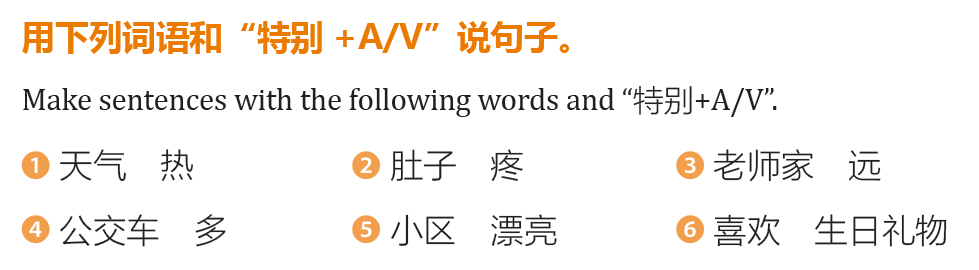 用下列词语和“特别 +A/V”说句子。
Make sentences with the following words and “特别+A/V”.
1 天气 热 2 肚子 疼 3 老师家 远
4 公交车 多 5 小区 漂亮 6 喜欢 生日礼物